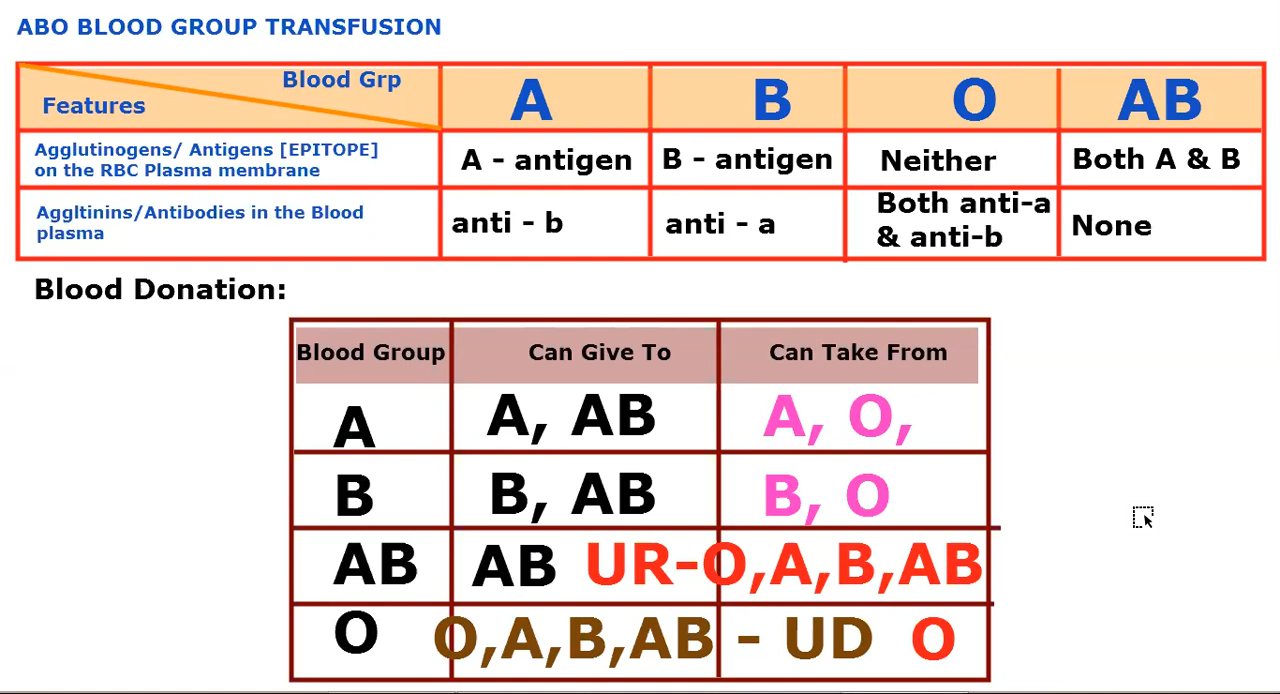 ABO BLOOD GROUP TRANSFUSION
Blood Grp
Features
A
B
O
AB
Agglutinogens/ Antigens [EPITOPE]
on the RBC Plasma membrane
A - antigen
B - antigen
Neither
Both A & B
Aggltinins/Antibodies in the Blood
plasma
anti - b
anti - a
Both anti-a
& anti-b
None
Blood Donation:
Blood Group
Can Give To
Can Take From
A
A, AB
A, O,
B
B, AB
B, O
AB
AB
UR-O,A,B,AB
O
O,A,B,AB - UD
O